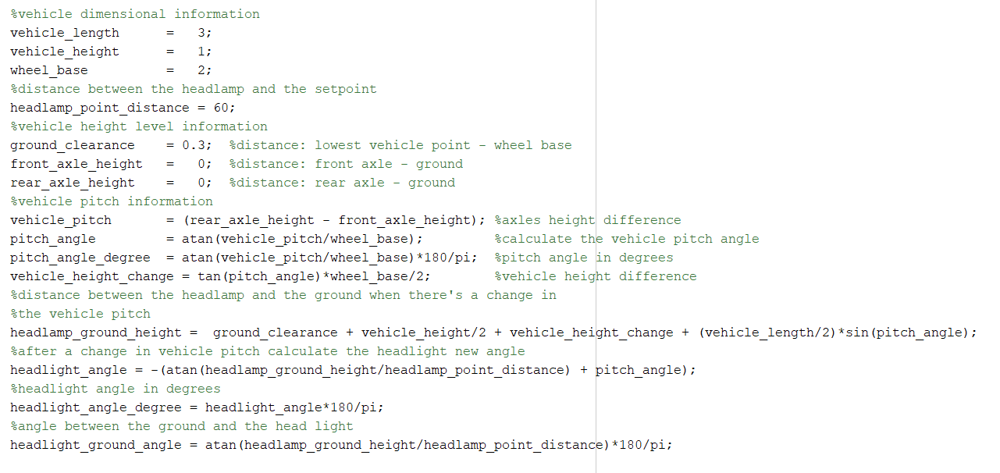 %vehicle dimensional information
vehicle_length      =   3;
vehicle_height      =   1;
wheel_base          =   2;
%distance between the headlamp and the setpoint
headlamp_point_distance = 60;
%vehicle height level information
ground_clearance    = 0.3;  %distance: lowest vehicle point - wheel base
front_axle_height   =   0;  %distance: front axle - ground
rear_axle_height    =   0;  %distance: rear axle - ground
%vehicle pitch information
vehicle_pitch       = (rear_axle_height - front_axle_height); %axles height difference
pitch_angle         = atan(vehicle_pitch/wheel_base);         %calculate the vehicle pitch angle
pitch_angle_degree  = atan(vehicle_pitch/wheel_base)*180/pi;  %pitch angle in degrees
vehicle_height_change = tan(pitch_angle)*wheel_base/2;        %vehicle height difference
%distance between the headlamp and the ground when there's a change in
%the vehicle pitch
headlamp_ground_height =  ground_clearance + vehicle_height/2 + vehicle_height_change + (vehicle_length/2)*sin(pitch_angle);
%after a change in vehicle pitch calculate the headlight new angle
headlight_angle = -(atan(headlamp_ground_height/headlamp_point_distance) + pitch_angle);
%headlight angle in degrees
headlight_angle_degree = headlight_angle*180/pi;
%angle between the ground and the head light
headlight_ground_angle = atan(headlamp_ground_height/headlamp_point_distance)*180/pi;